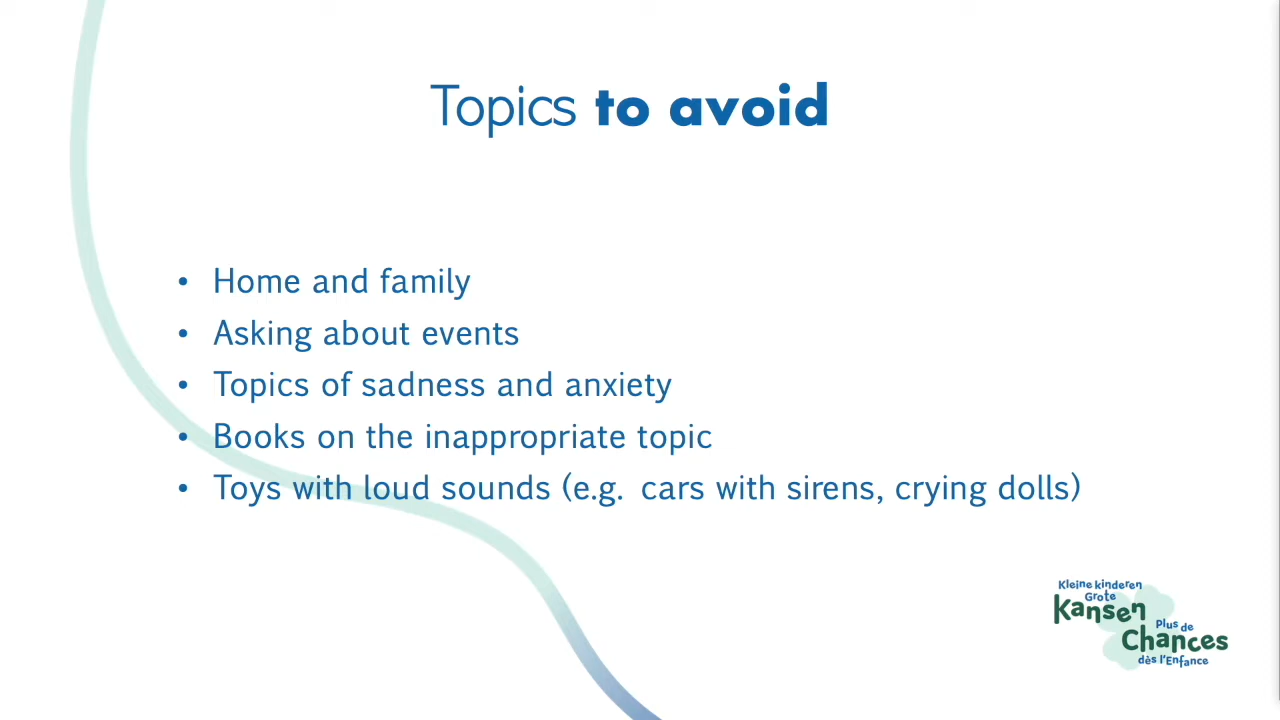 Topics to avoid
• Home and family
• Asking about events
• Topics of sadness and anxiety
• Books on the inappropriate topic
• Toys with loud sounds (e.g. cars with sirens, crying dolls)
Kleine kinderen
Grote
Kansen
Plus de
Chances
dès l'Enfance